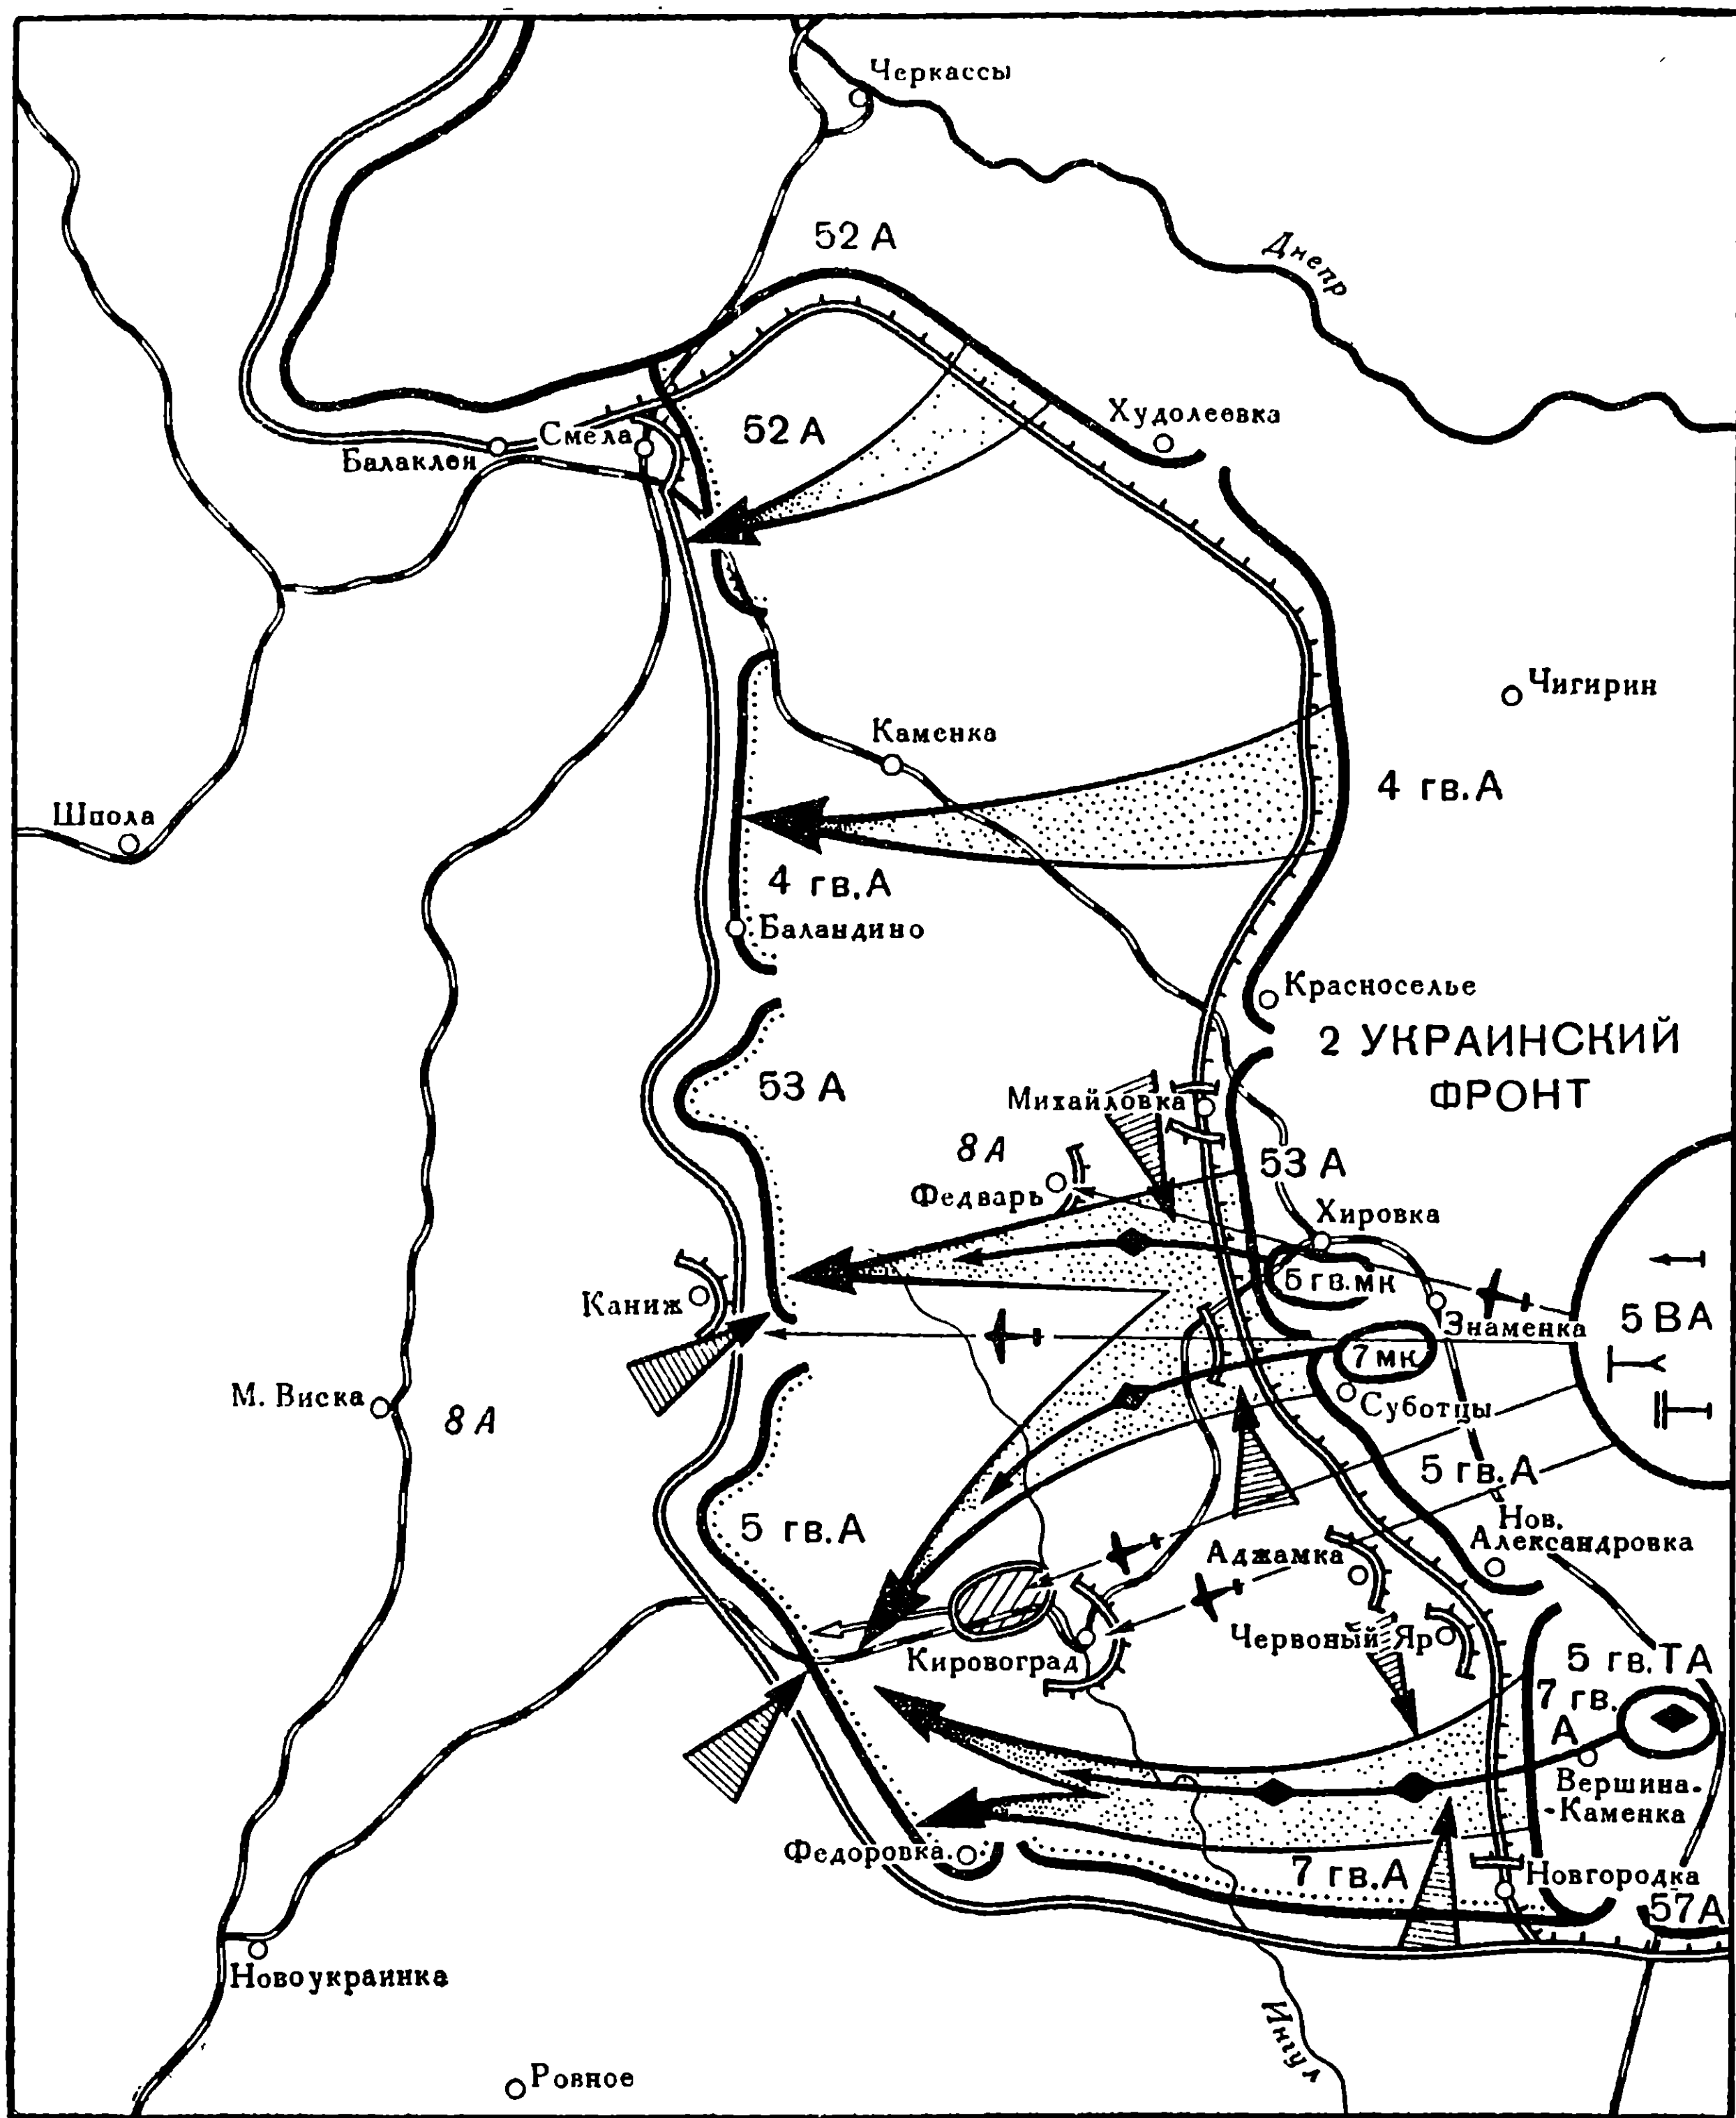 Черкассы
52 А
Днепр
Худолеевка
52 А
Смела
Балаклея
Чигирин
Каменка
4 гв. А
Шпола
4 гв. А
Баландино
Красноселье
2 УКРАИНСКИЙ
ФРОНТ
53 А
Михайловка
8 А
53 А
Федварь
Хировка
5 гв. мк
Каниж
Знаменка
5 ВА
7 мк
М. Виска
Суботцы
8 А
5 гв. А
5 гв. А
Нов.
Александровка
Аджамка
Червоный Яр
Кировоград
5 гв. ТА
7 гв.
А
Вершина-
-Каменка
Федоровка
7 гв. А
Новгородка
57 А
Новоукраинка
Ингул
Ровное